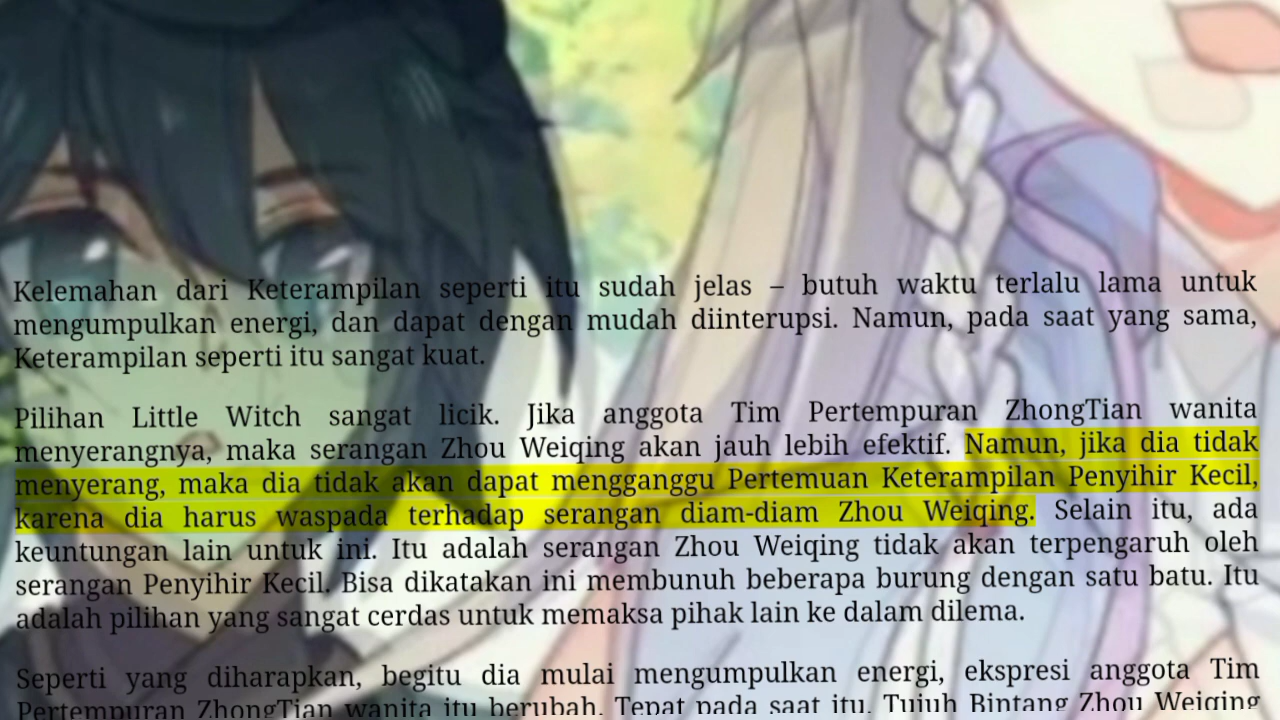 Kelemahan dari Keterampilan seperti itu sudah jelas – butuh waktu terlalu lama untuk
mengumpulkan energi, dan dapat dengan mudah diinterupsi. Namun, pada saat yang sama,
Keterampilan seperti itu sangat kuat.
Pilihan Little Witch sangat licik. Jika anggota Tim Pertempuran ZhongTian wanita
menyerangnya, maka serangan Zhou Weiqing akan jauh lebih efektif. Namun, jika dia tidak
menyerang, maka dia tidak akan dapat mengganggu Pertemuan Keterampilan Penyihir Kecil,
karena dia harus waspada terhadap serangan diam-diam Zhou Weiqing. Selain itu, ada
keuntungan lain untuk ini. Itu adalah serangan Zhou Weiqing tidak akan terpengaruh oleh
serangan Penyihir Kecil. Bisa dikatakan ini membunuh beberapa burung dengan satu batu. Itu
adalah pilihan yang sangat cerdas untuk memaksa pihak lain ke dalam dilema.
Seperti yang diharapkan, begitu dia mulai mengumpulkan energi, ekspresi anggota Tim
Pertempuran ZhongTian wanita itu berubah. Tepat pada saat itu, Tujuh Bintang Zhou Weiqing